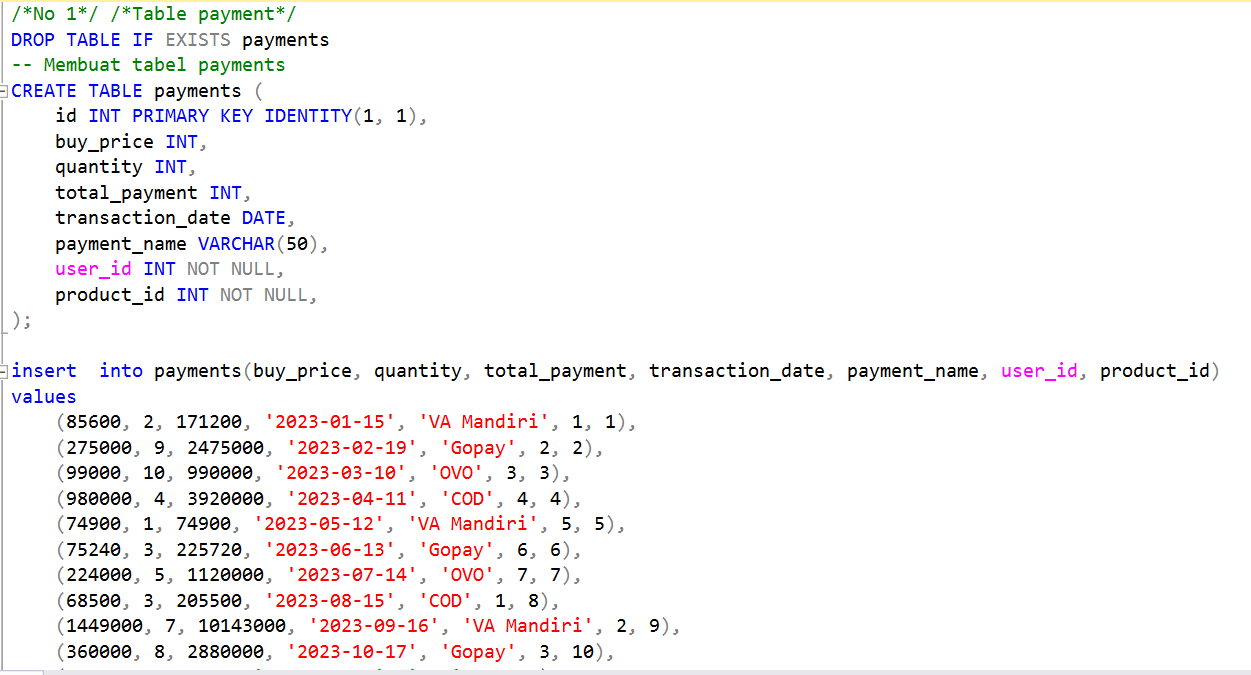 /*No 1*/ /*Table payment*/
DROP TABLE IF EXISTS payments
-- Membuat tabel payments
CREATE TABLE payments (
    id INT PRIMARY KEY IDENTITY(1, 1),
    buy_price INT,
    quantity INT,
    total_payment INT,
    transaction_date DATE,
    payment_name VARCHAR(50),
    user_id INT NOT NULL,
    product_id INT NOT NULL,
);

insert  into payments(buy_price, quantity, total_payment, transaction_date, payment_name, user_id, product_id)
values
    (85600, 2, 171200, '2023-01-15', 'VA Mandiri', 1, 1),
    (275000, 9, 2475000, '2023-02-19', 'Gopay', 2, 2),
    (99000, 10, 990000, '2023-03-10', 'OVO', 3, 3),
    (980000, 4, 3920000, '2023-04-11', 'COD', 4, 4),
    (74900, 1, 74900, '2023-05-12', 'VA Mandiri', 5, 5),
    (75240, 3, 225720, '2023-06-13', 'Gopay', 6, 6),
    (224000, 5, 1120000, '2023-07-14', 'OVO', 7, 7),
    (68500, 3, 205500, '2023-08-15', 'COD', 1, 8),
    (1449000, 7, 10143000, '2023-09-16', 'VA Mandiri', 2, 9),
    (360000, 8, 2880000, '2023-10-17', 'Gopay', 3, 10),